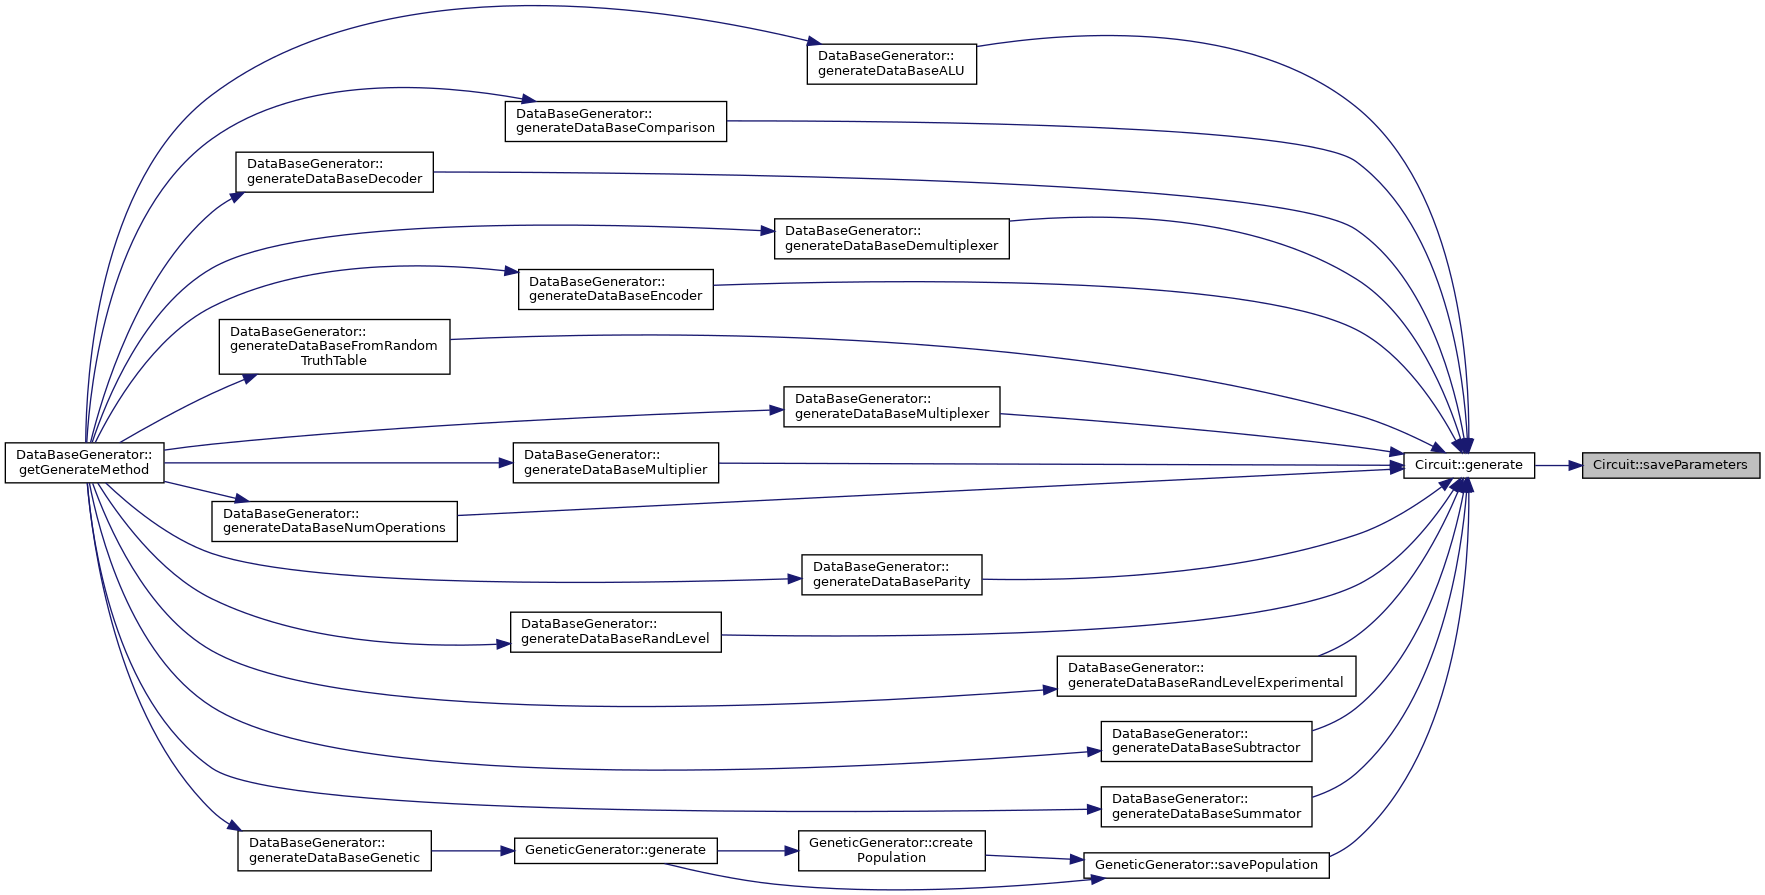 DataBaseGenerator::
generateDataBaseALU
DataBaseGenerator::
generateDataBaseComparison
DataBaseGenerator::
generateDataBaseDecoder
DataBaseGenerator::
generateDataBaseDemultiplexer
DataBaseGenerator::
generateDataBaseEncoder
DataBaseGenerator::
generateDataBaseFromRandom
TruthTable
DataBaseGenerator::
generateDataBaseMultiplexer
DataBaseGenerator::
getGenerateMethod
DataBaseGenerator::
generateDataBaseMultiplier
Circuit::generate
Circuit::saveParameters
DataBaseGenerator::
generateDataBaseNumOperations
DataBaseGenerator::
generateDataBaseParity
DataBaseGenerator::
generateDataBaseRandLevel
DataBaseGenerator::
generateDataBaseRandLevelExperimental
DataBaseGenerator::
generateDataBaseSubtractor
DataBaseGenerator::
generateDataBaseSummator
DataBaseGenerator::
generateDataBaseGenetic
GeneticGenerator::generate
GeneticGenerator::create
Population
GeneticGenerator::savePopulation